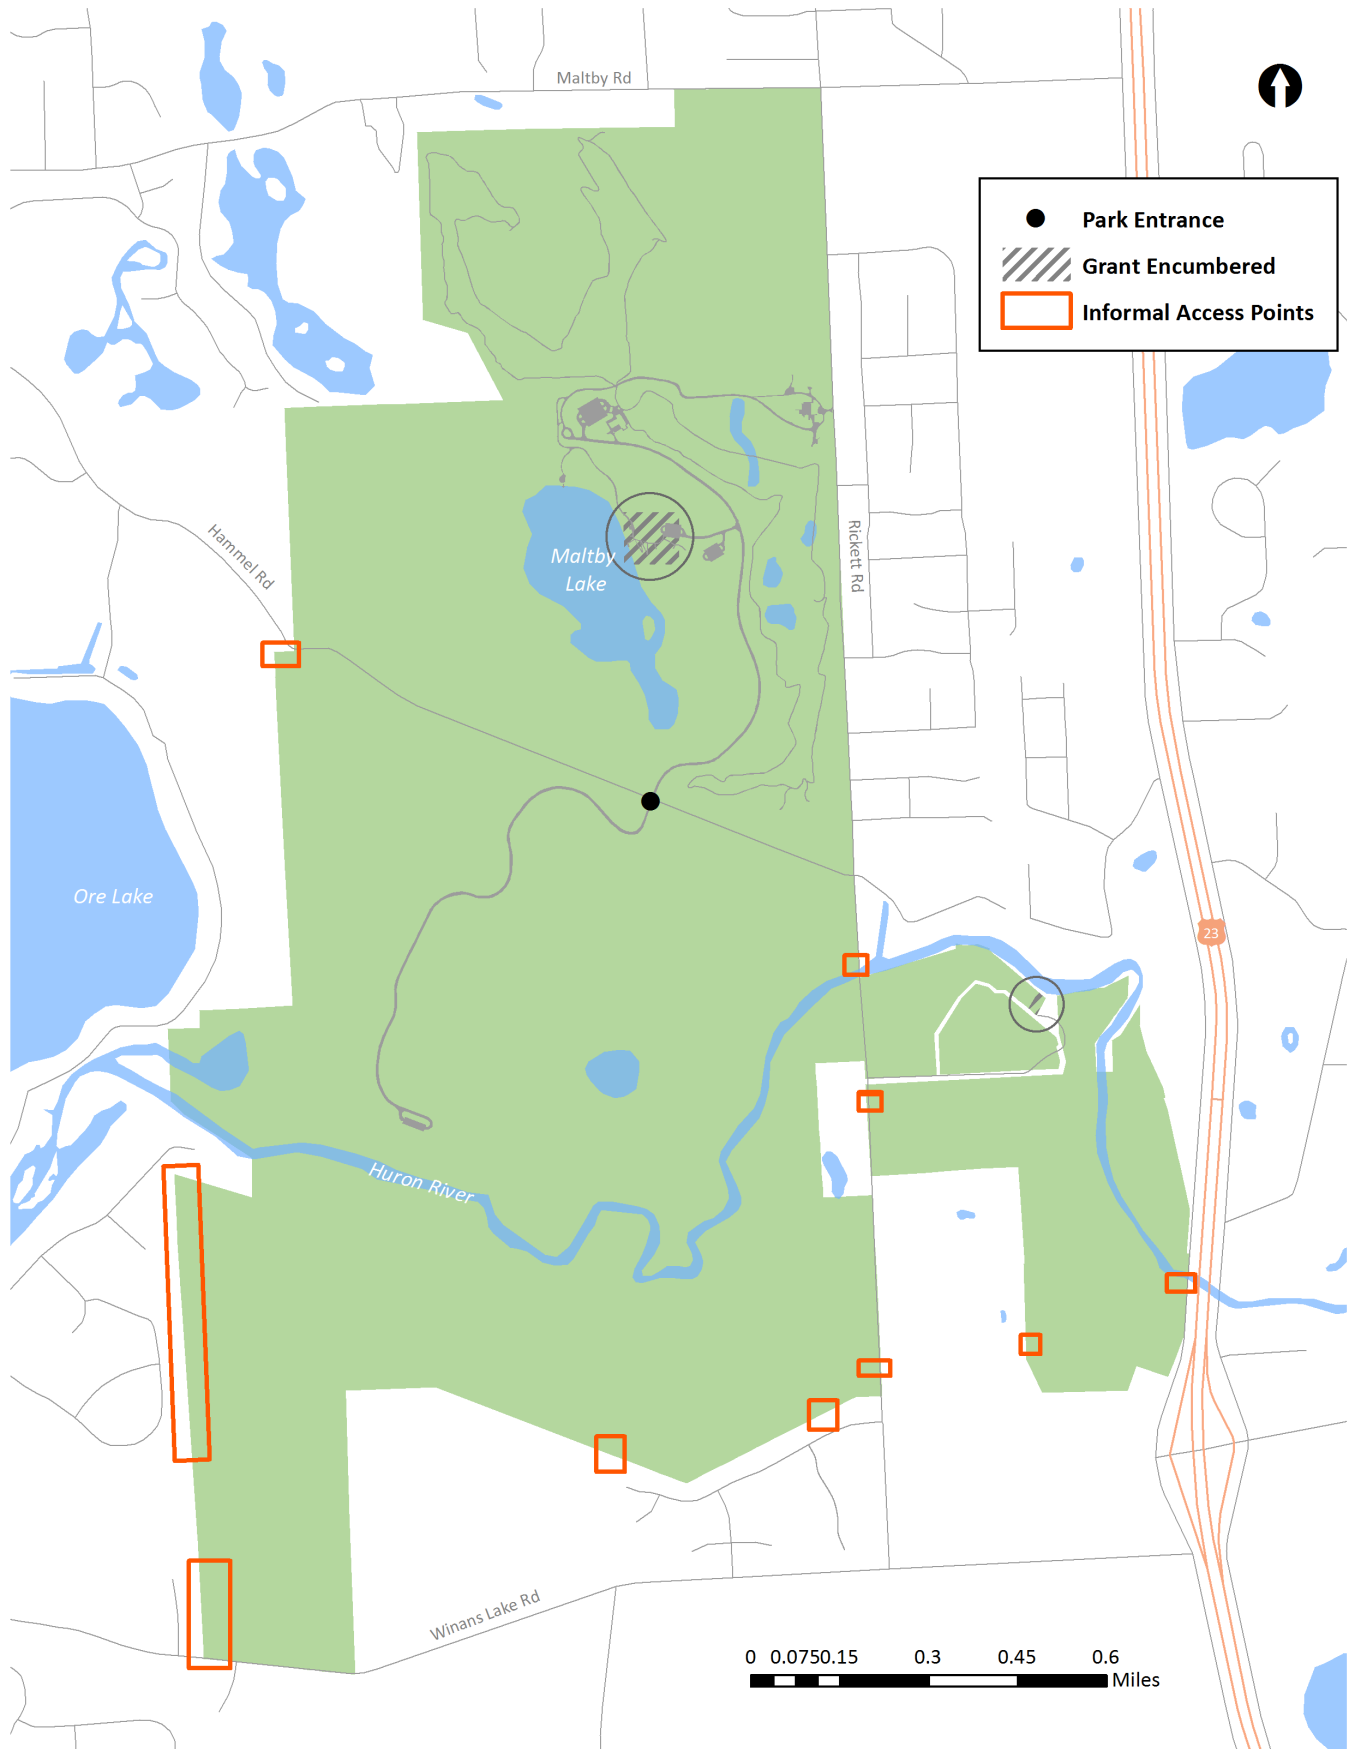 Maltby Rd
Park Entrance
Grant Encumbered
Informal Access Points
Hammel Rd
Rickett Rd
Maltby
Lake
Ore Lake
23
Huron River
Winans Lake Rd
0 0.075 0.15 0.3 0.45 0.6
Miles